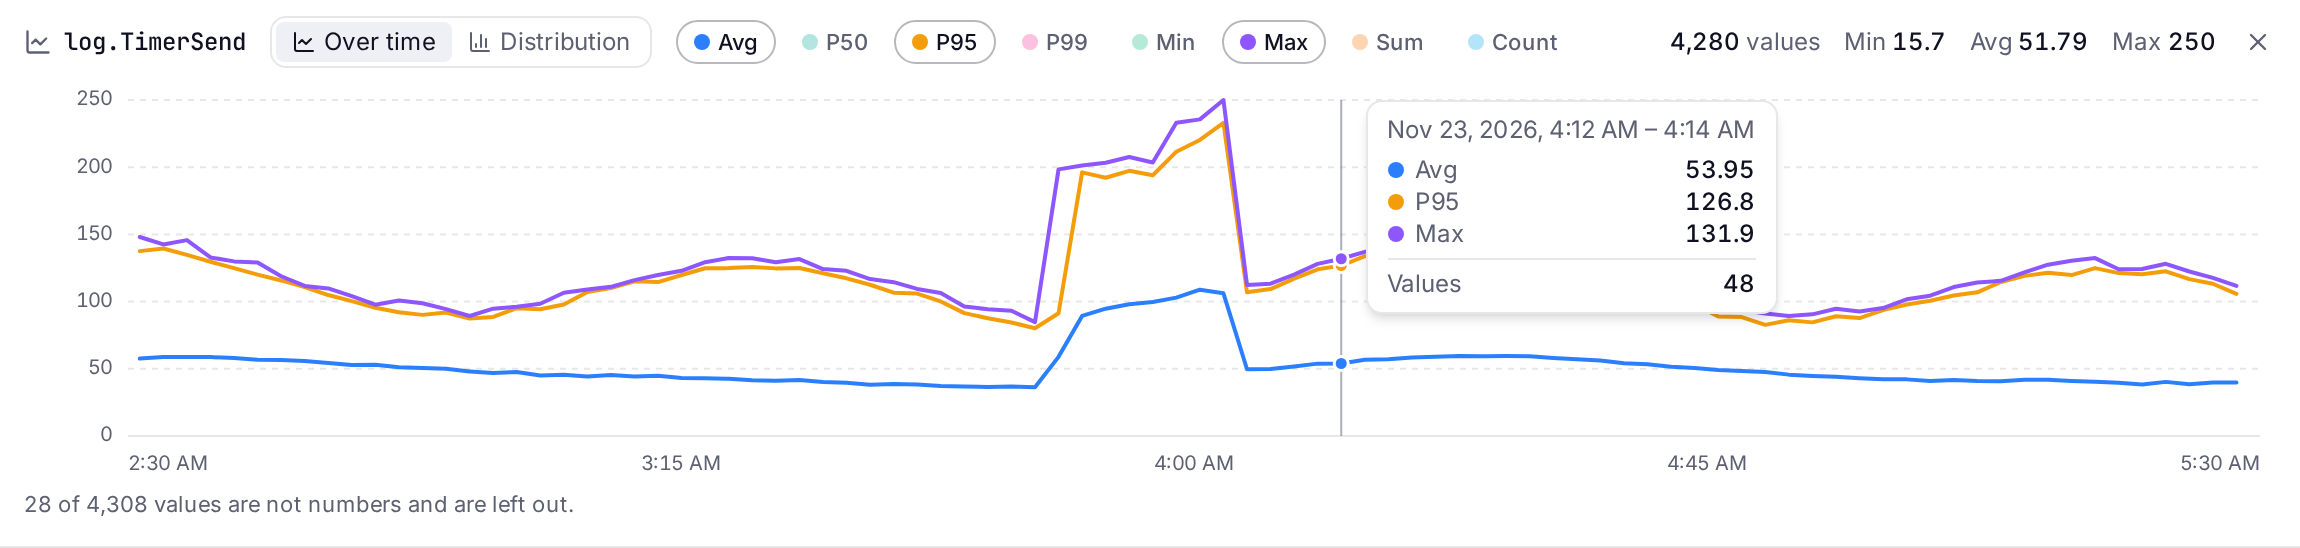 log.TimerSend Over time Distribution Avg P50 P95 P99 Min Max Sum Count 4,280 values Min 15.7 Avg 51.79 Max 250
250
200
150
100
50
0
Nov 23, 2026, 4:12 AM – 4:14 AM
Avg 53.95
P95 126.8
Max 131.9
Values 48
2:30 AM 3:15 AM 4:00 AM 4:45 AM 5:30 AM
28 of 4,308 values are not numbers and are left out.